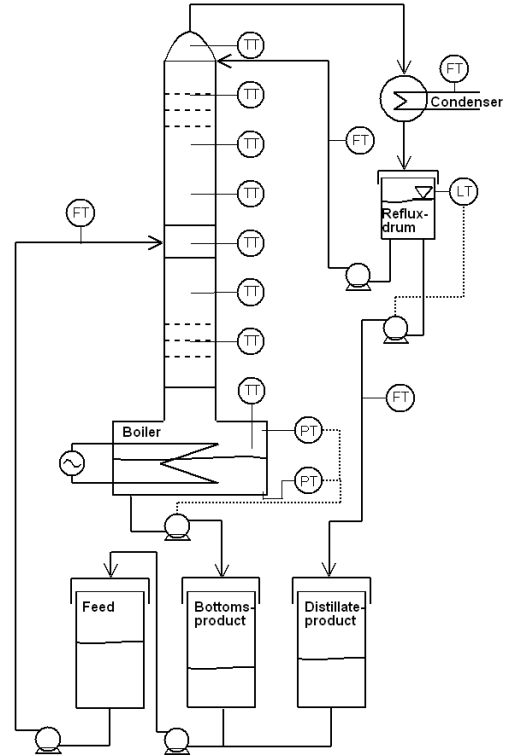 TT
FT
TT
Condenser
FT
TT
TT
LT
Reflux-
drum
FT
TT
TT
TT
TT
FT
Boiler
PT
PT
Feed
Bottoms-
product
Distillate-
product